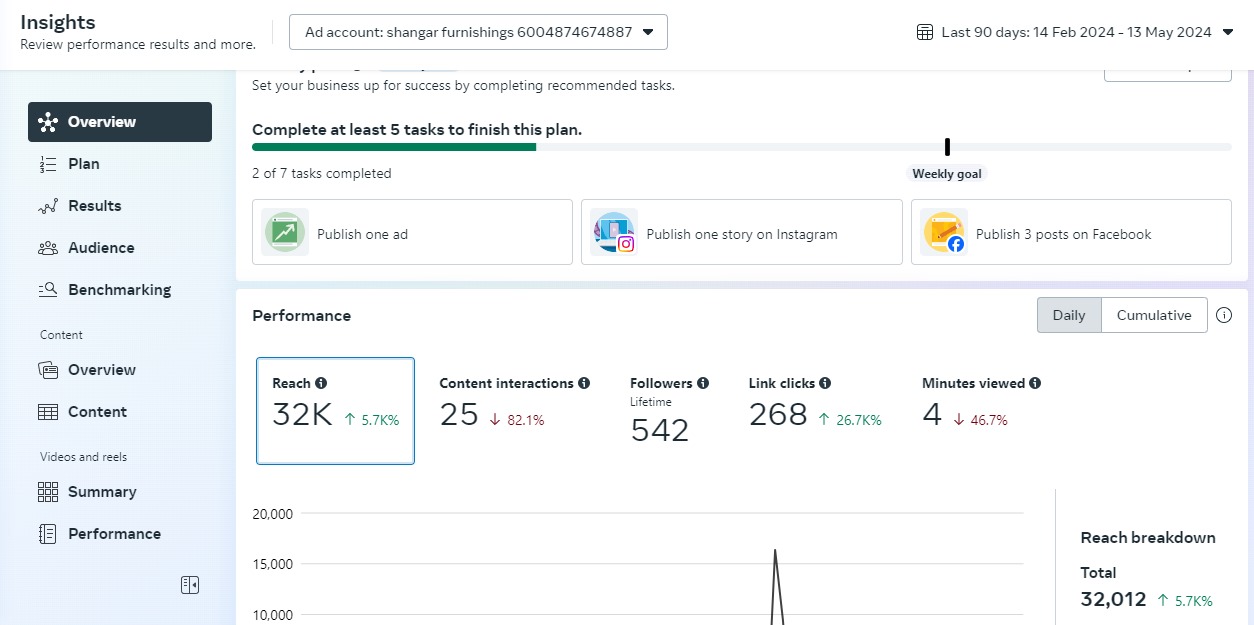 Insights
Review performance results and more.
Ad account: shangar furnishings 6004874674887
Last 90 days: 14 Feb 2024 - 13 May 2024
Set your business up for success by completing recommended tasks.
Overview
Plan
Results
Audience
Benchmarking
Content
Overview
Content
Videos and reels
Summary
Performance
Complete at least 5 tasks to finish this plan.
2 of 7 tasks completed
Weekly goal
Publish one ad
Publish one story on Instagram
Publish 3 posts on Facebook
Performance
Daily
Cumulative
Reach
32K ↑ 5.7K%
Content interactions
25 ↓ 82.1%
Followers
Lifetime
542
Link clicks
268 ↑ 26.7K%
Minutes viewed
4 ↓ 46.7%
20,000
15,000
10,000
Reach breakdown
Total
32,012 ↑ 5.7K%